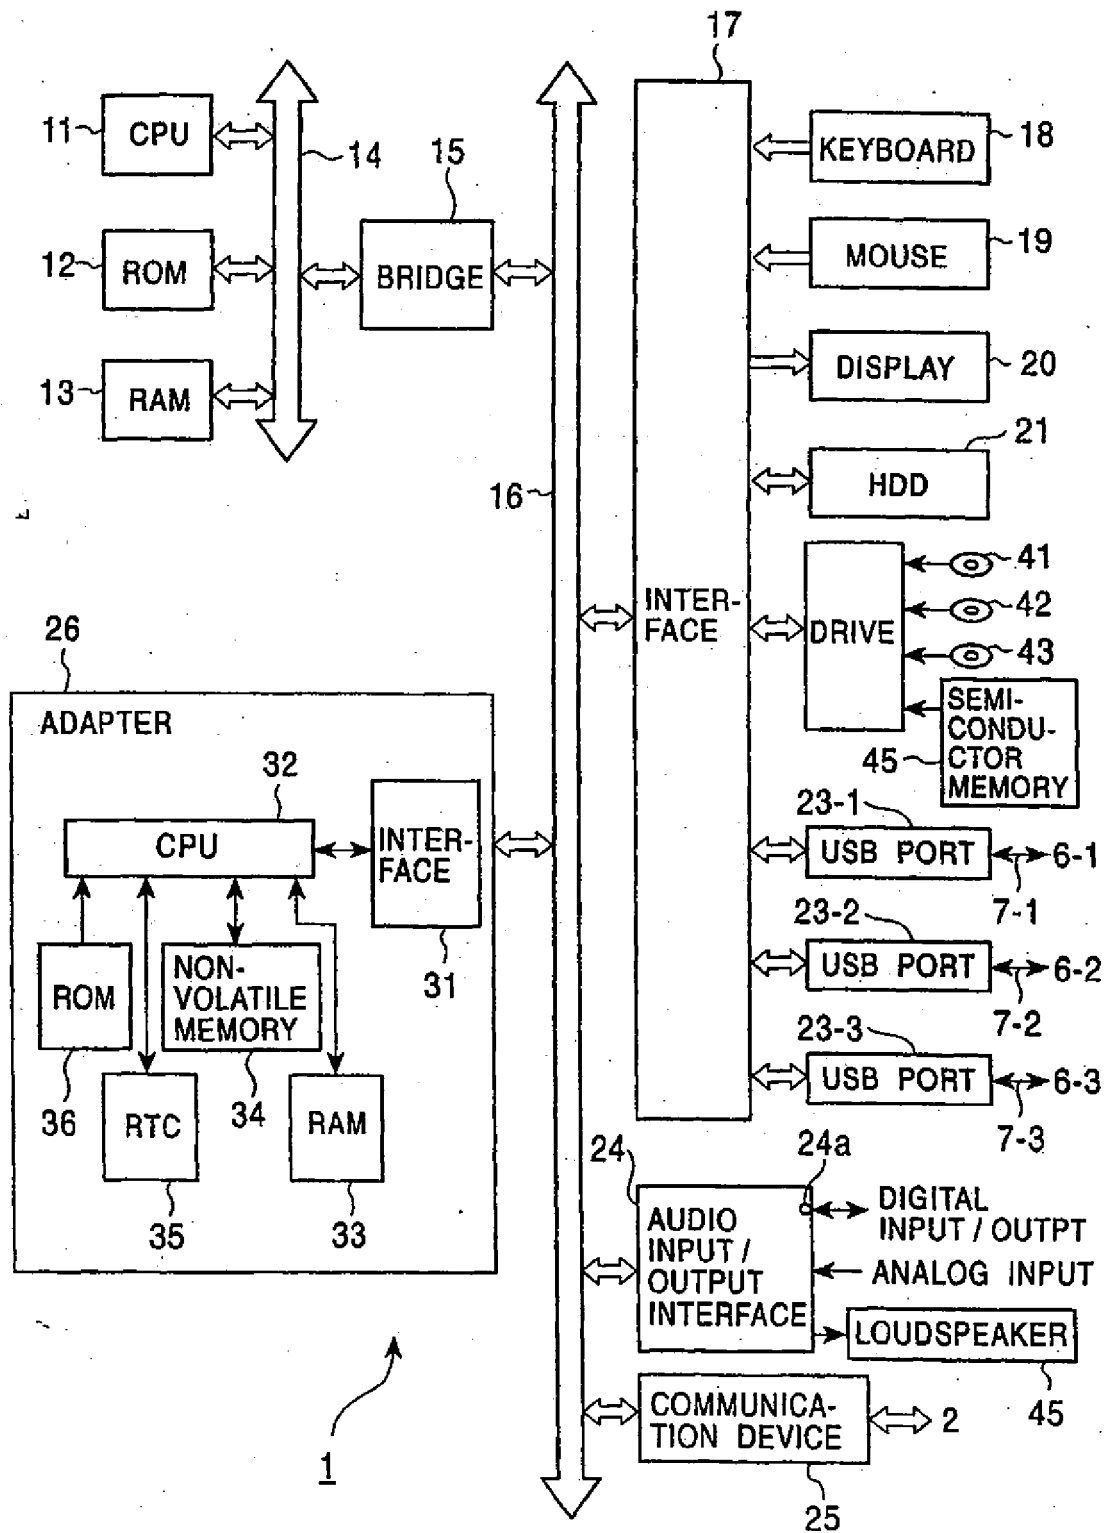 17
11
CPU
14
15
KEYBOARD
18
12
ROM
BRIDGE
MOUSE
19
13
RAM
DISPLAY
20
16
21
HDD
INTER-
FACE
DRIVE
41
42
43
SEMI-
CONDU-
CTOR
MEMORY
45
26
ADAPTER
32
CPU
INTER-
FACE
31
ROM
36
NON-
VOLATILE
MEMORY
34
RTC
35
RAM
33
23-1
USB PORT
6-1
7-1
23-2
USB PORT
6-2
7-2
23-3
USB PORT
6-3
7-3
24
24a
AUDIO
INPUT /
OUTPUT
INTERFACE
DIGITAL
INPUT / OUTPT
ANALOG INPUT
LOUDSPEAKER
45
COMMUNICA-
TION DEVICE
2
25
1